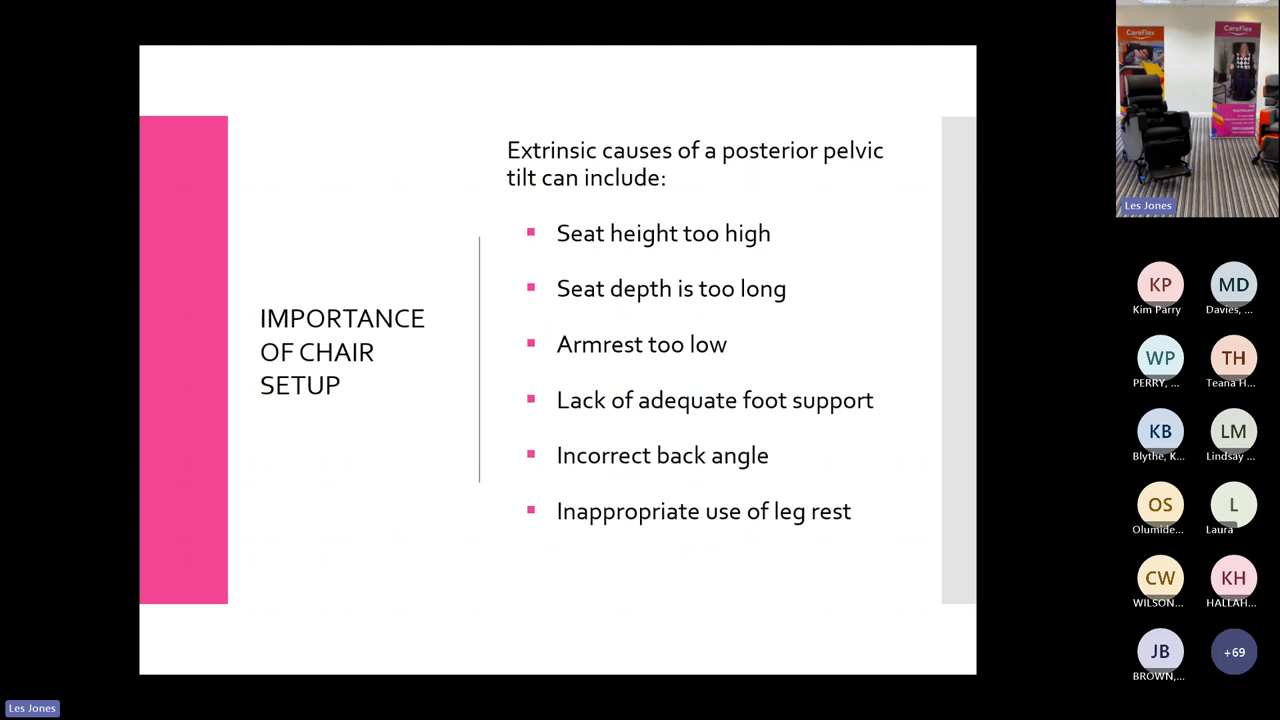 IMPORTANCE
OF CHAIR
SETUP
Extrinsic causes of a posterior pelvic
tilt can include:
Seat height too high
Seat depth is too long
Armrest too low
Lack of adequate foot support
Incorrect back angle
Inappropriate use of leg rest
CareFlex
CareFlex
Les Jones
KP
Kim Parry
MD
Davies, ...
WP
PERRY, ...
TH
Teana H...
KB
Blythe, K...
LM
Lindsay ...
OS
Olumide...
L
Laura
CW
WILSON...
KH
HALLAH...
JB
BROWN,...
+69
Les Jones